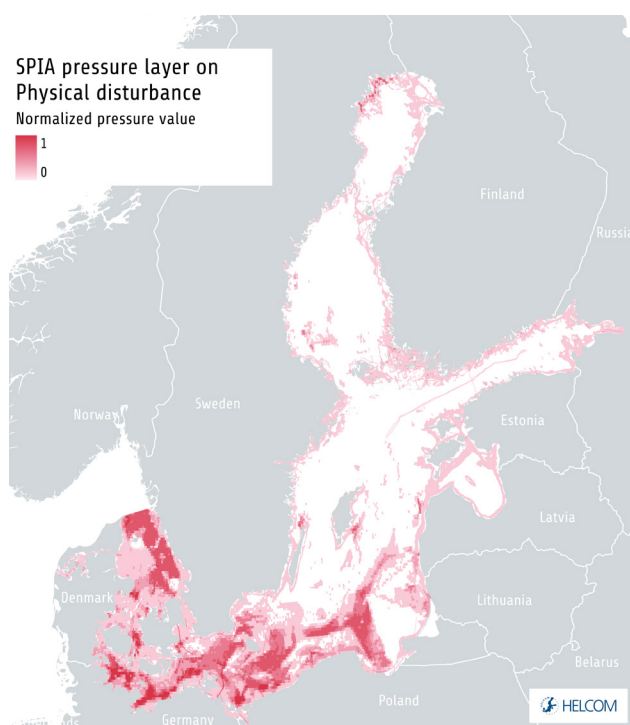 SPIA pressure layer on
Physical disturbance
Normalized pressure value
1
0
Finland
Russia
Norway
Sweden
Estonia
Latvia
Denmark
Lithuania
Belarus
Poland
Germany
HELCOM